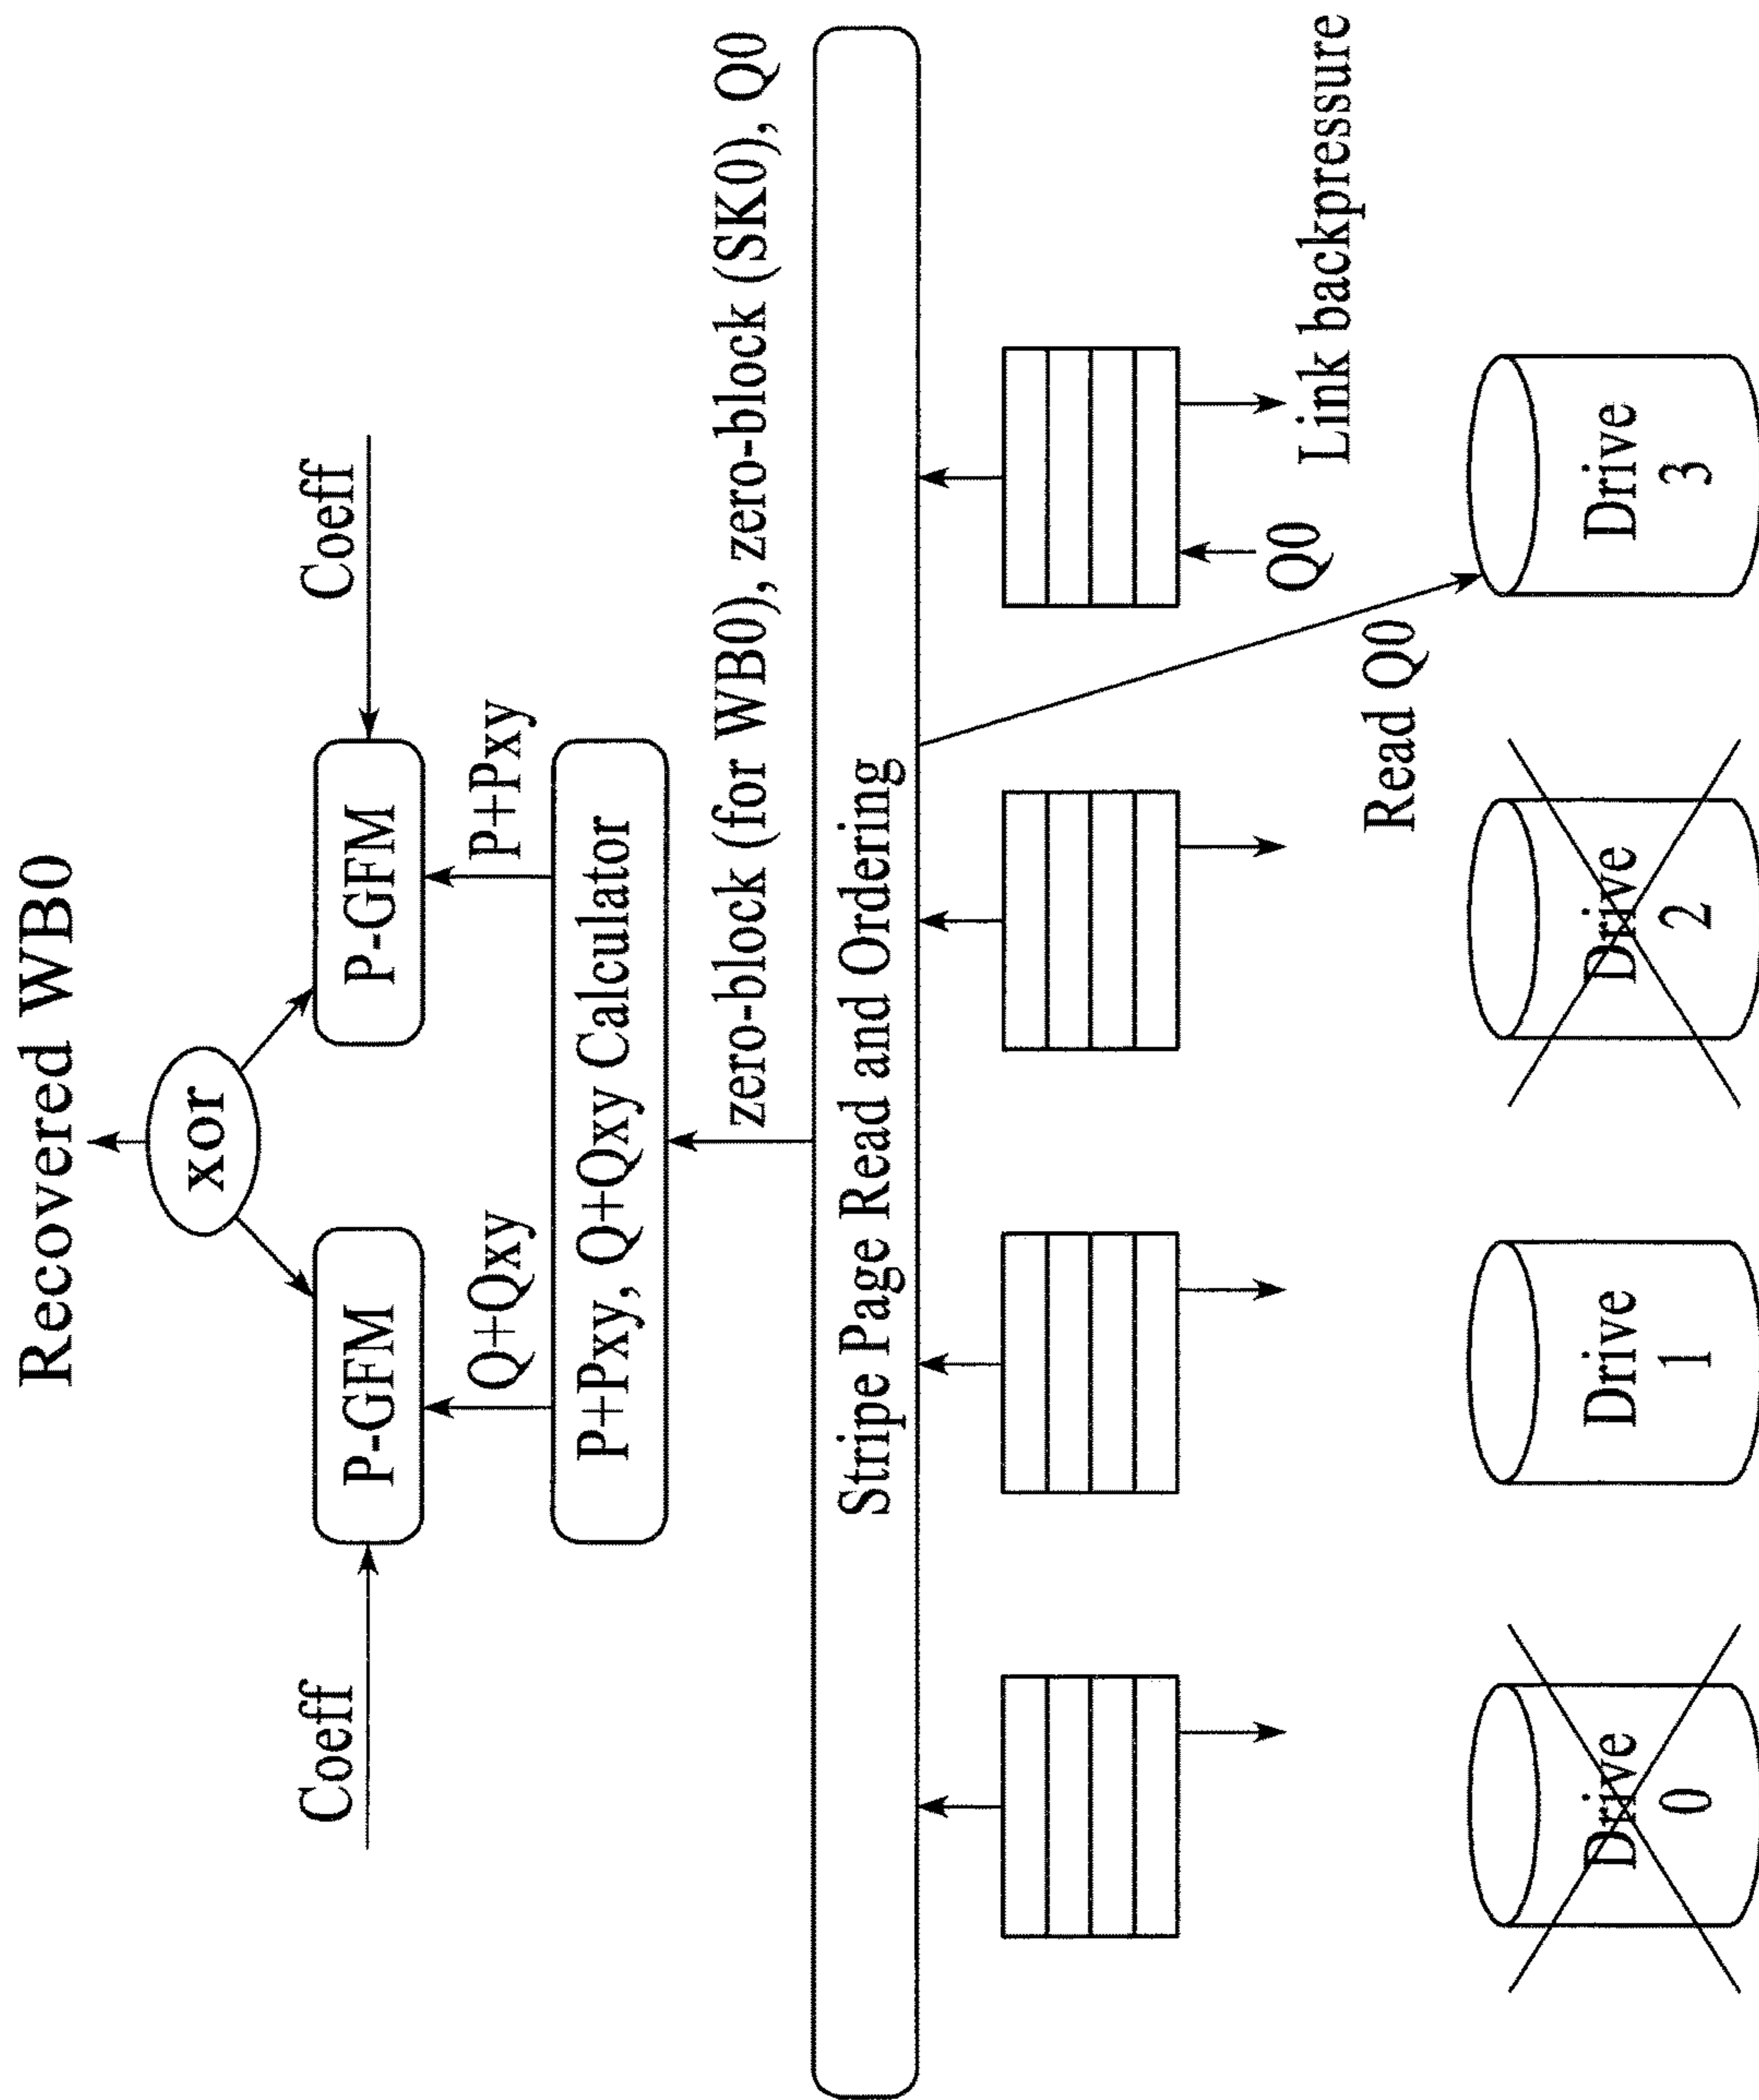 Recovered WB0
xor
Coeff
P-GFM
P-GFM
Coeff
Q+Qxy
P+Pxy
P+Pxy, Q+Qxy Calculator
zero-block (for WB0), zero-block (SK0), Q0
Stripe Page Read and Ordering
Q0
Link backpressure
Read Q0
Drive
0
Drive
1
Drive
2
Drive
3